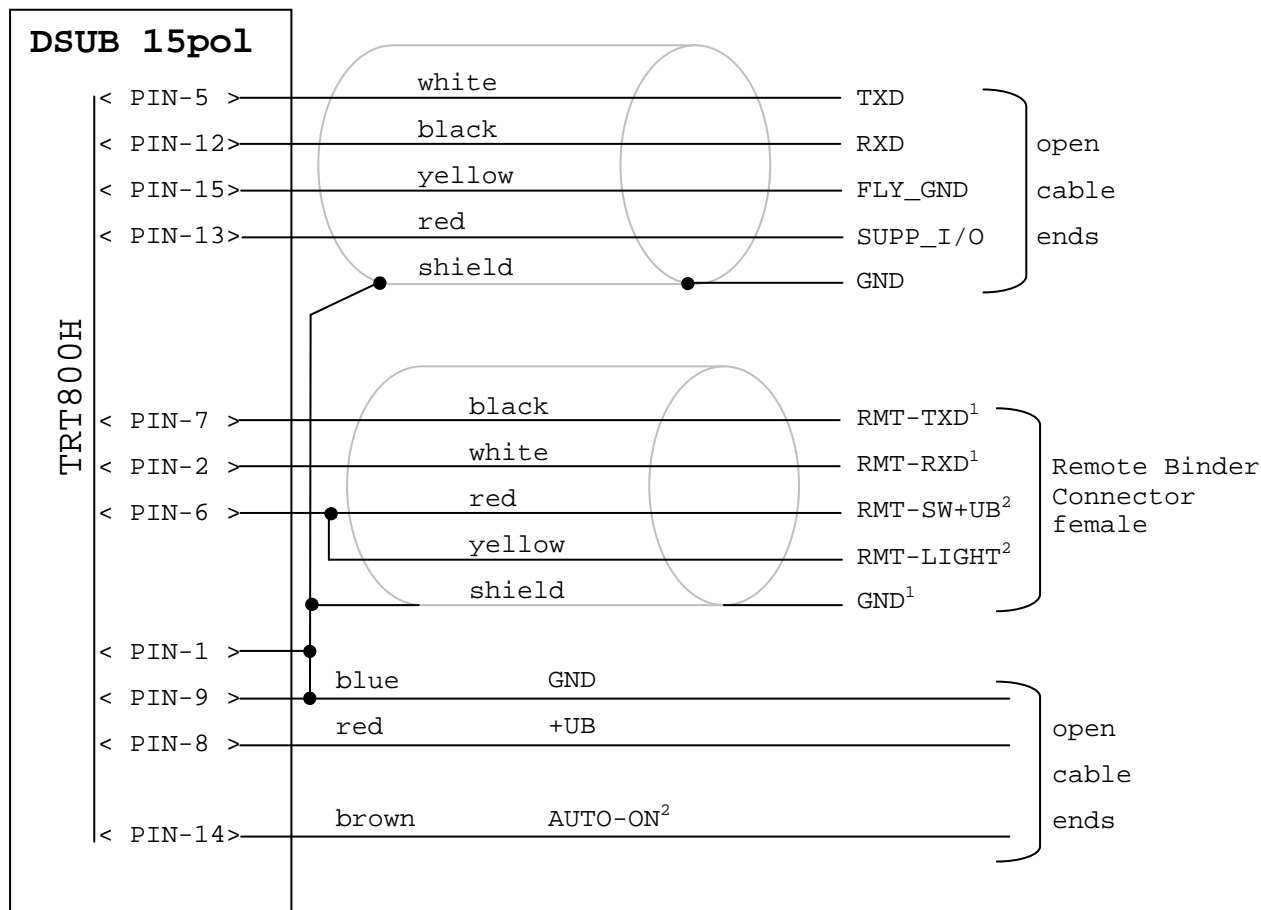 DSUB 15pol
TRT800H
< PIN-5 > white TXD
< PIN-12> black RXD
< PIN-15> yellow FLY_GND
< PIN-13> red SUPP_I/O
shield GND
open
cable
ends
< PIN-7 > black RMT-TXD¹
< PIN-2 > white RMT-RXD¹
< PIN-6 > red RMT-SW+UB²
yellow RMT-LIGHT²
shield GND¹
Remote Binder
Connector
female
< PIN-1 >
< PIN-9 > blue GND
< PIN-8 > red +UB
< PIN-14> brown AUTO-ON²
open
cable
ends